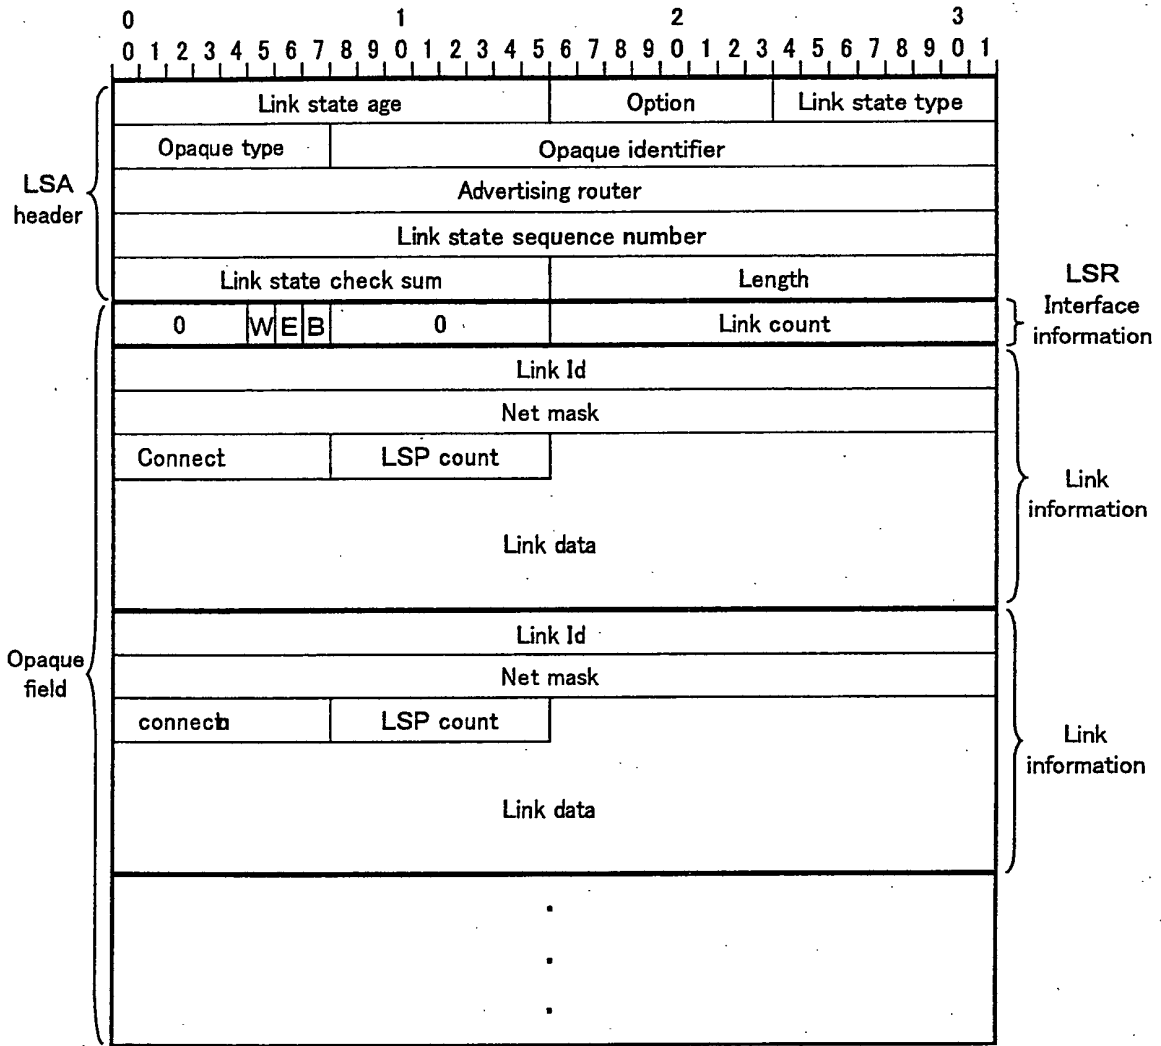 0 1 2 3
0 1 2 3 4 5 6 7 8 9 0 1 2 3 4 5 6 7 8 9 0 1 2 3 4 5 6 7 8 9 0 1
Link state age Option Link state type
Opaque type Opaque identifier
LSA
header
Advertising router
Link state sequence number
Link state check sum Length
LSR
Interface
information
0 W E B 0 Link count
Link Id
Net mask
Connect LSP count
Link
information
Link data
Link Id
Opaque
field
Net mask
LSP count
Link
information
Link data